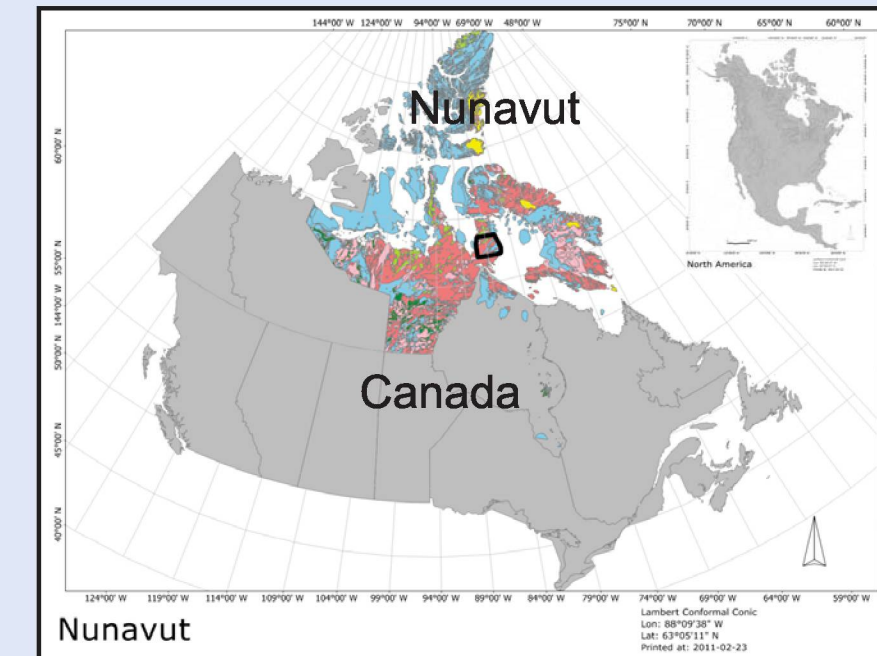 144°00' W 124°00' W 94°00' W 69°00' W 48°00' W 75°00' N 70°00' N 65°00' N 60°00' N
Nunavut
60°00' N
55°00' N
144°00' W
50°00' N
45°00' N
40°00' N
North America
Canada
124°00' W 119°00' W 114°00' W 109°00' W 104°00' W 99°00' W 94°00' W 89°00' W 84°00' W 79°00' W 74°00' W 69°00' W 64°00' W 59°00' W
Nunavut
Lambert Conformal Conic
Lon: 88°09'38" W
Lat: 63°05'11" N
Printed at: 2011-02-23